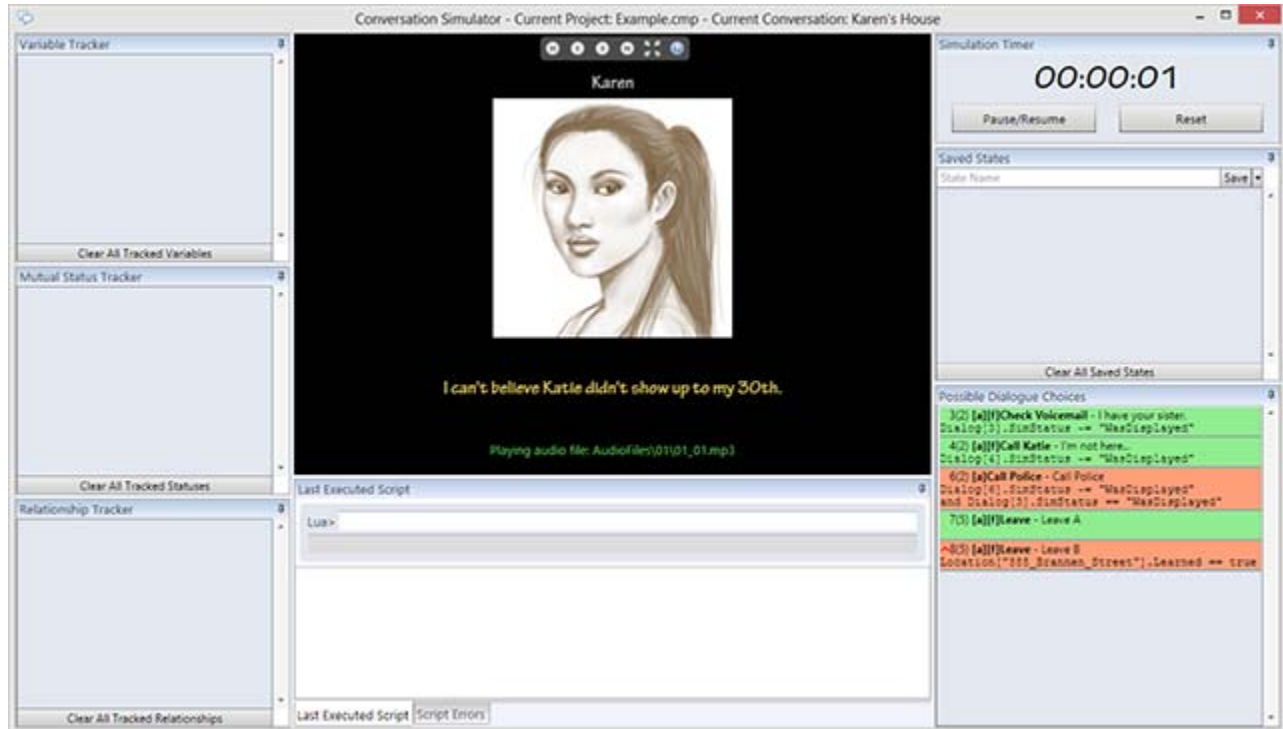 Conversation Simulator - Current Project: Example.cmp - Current Conversation: Karen's House
Variable Tracker
Clear All Tracked Variables
Mutual Status Tracker
Clear All Tracked Statuses
Relationship Tracker
Clear All Tracked Relationships
Karen
I can't believe Katie didn't show up to my 30th.
Playing audio file: AudioFiles\01\01_01.mp3
Last Executed Script
Lua>
Last Executed Script
Script Errors
Simulation Timer
00:00:01
Pause/Resume
Reset
Saved States
State Name
Save
Clear All Saved States
Possible Dialogue Choices
3(2) [a][f]Check Voicemail - I have your sister.
Dialog[3].SimStatus ~= "WasDisplayed"
4(2) [a][f]Call Katie - I'm not here...
Dialog[4].SimStatus ~= "WasDisplayed"
6(2) [a]Call Police - Call Police
Dialog[6].SimStatus ~= "WasDisplayed"
and Dialog[3].SimStatus == "WasDisplayed"
7(5) [a][f]Leave - Leave A
8(5) [a][f]Leave - Leave B
Location["888_Brannen_Street"].Learned == true